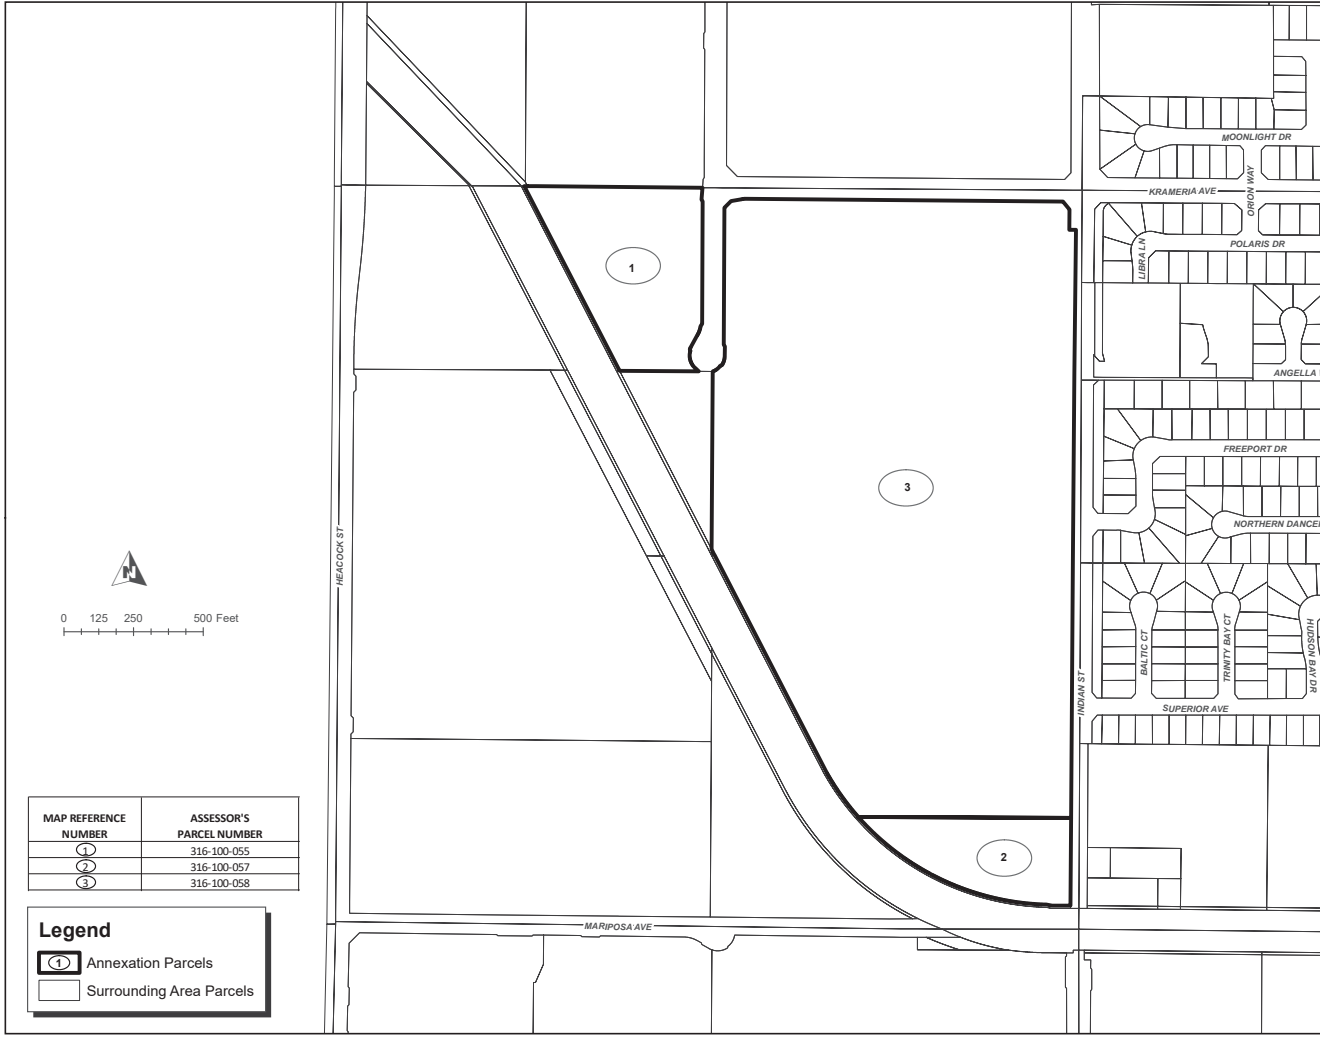 MOONLIGHT DR
KRAMERIA AVE
ORION WAY
POLARIS DR
LIBRA LN
1
ANGELLA
FREEPORT DR
3
NORTHERN DANCE
HEACOCK ST
N
0 125 250 500 Feet
BALTIC CT
TRINITY BAY CT
HUDSON BAY DR
INDIAN ST
SUPERIOR AVE
2
MAP REFERENCE
NUMBER
ASSESSOR'S
PARCEL NUMBER
1 316-100-055
2 316-100-057
3 316-100-058
MARIPOSA AVE
Legend
1 Annexation Parcels
Surrounding Area Parcels